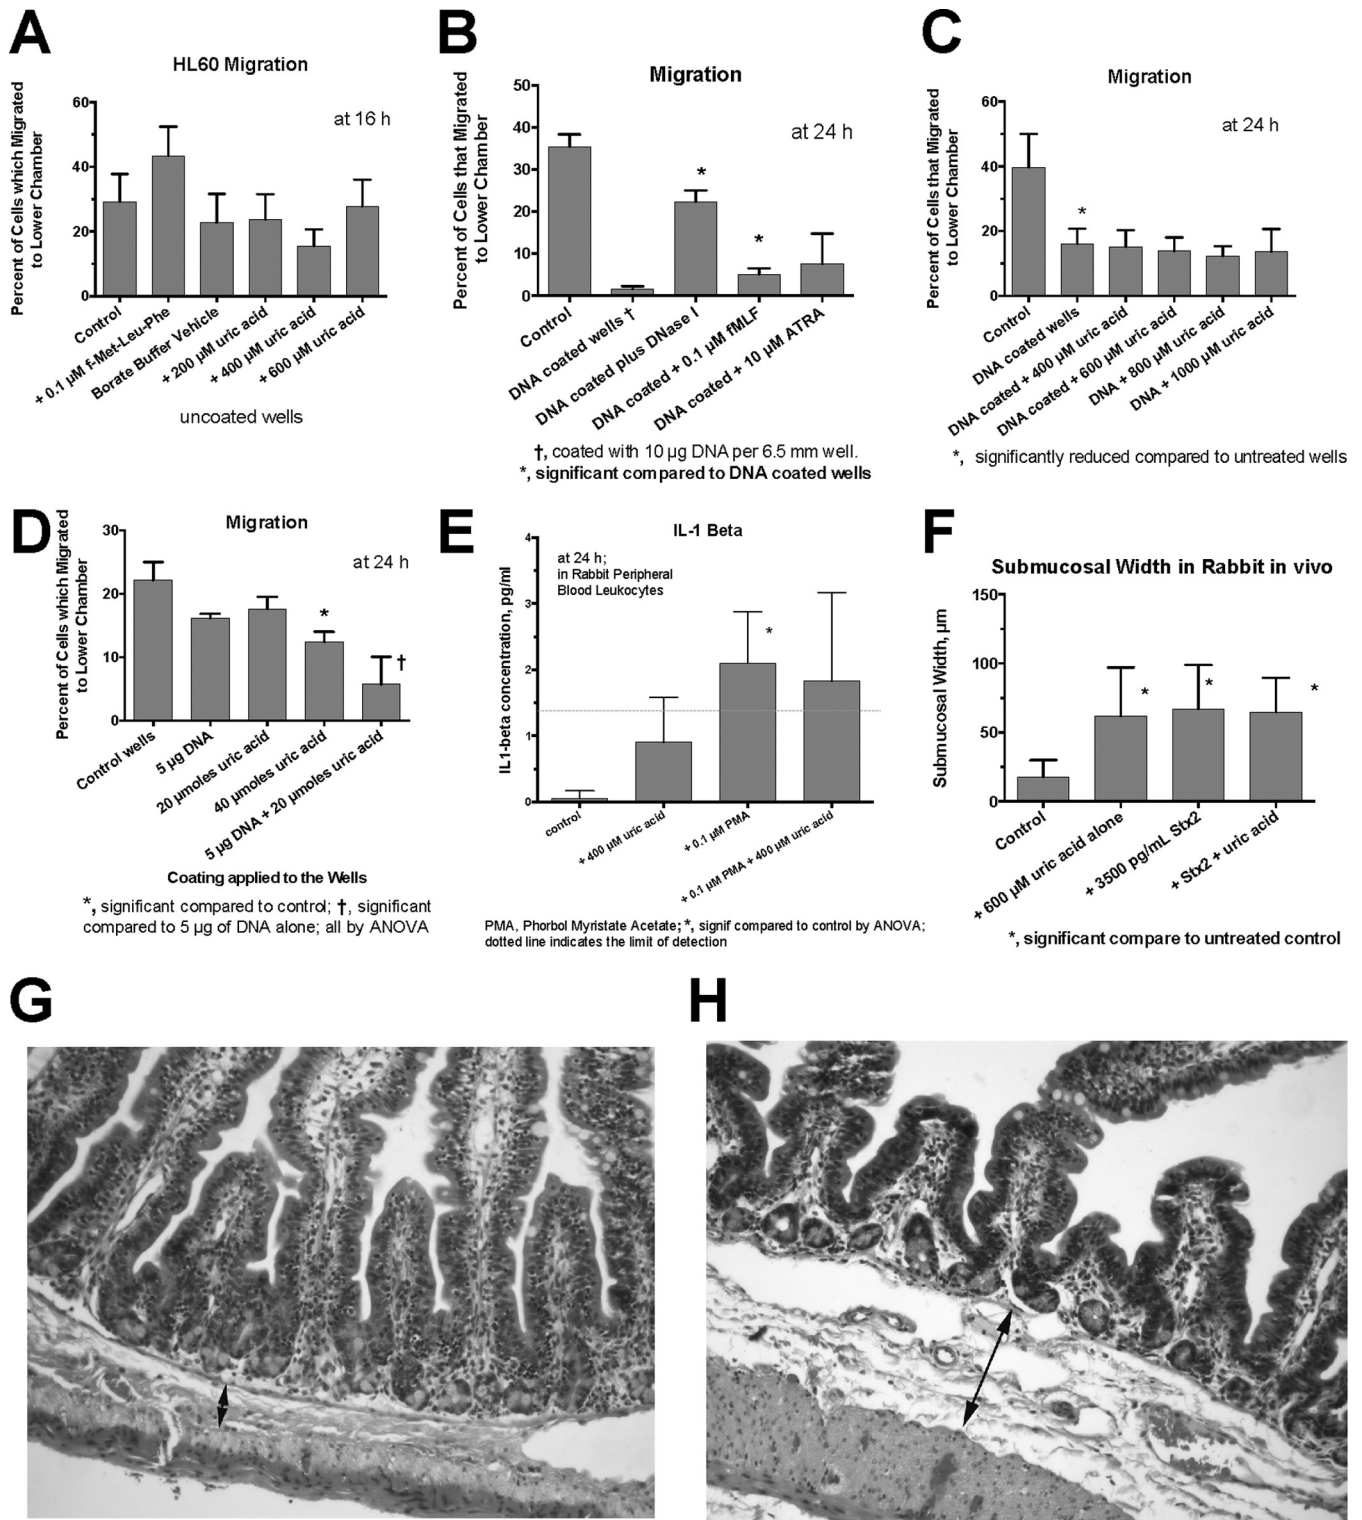 A
HL60 Migration
at 16 h
Percent of Cells which Migrated
to Lower Chamber
60
40
20
0
Control
+ 0.1 µM f-Met-Leu-Phe
Borate Buffer Vehicle
+ 200 µM uric acid
+ 400 µM uric acid
+ 600 µM uric acid
uncoated wells
B
Migration
at 24 h
Percent of Cells that Migrated
to Lower Chamber
50
40
30
20
10
0
*
*
Control
DNA coated wells †
DNA coated plus DNase I
DNA coated + 0.1 µM fMLF
DNA coated + 10 µM ATRA
†, coated with 10 µg DNA per 6.5 mm well.
*, significant compared to DNA coated wells
C
Migration
at 24 h
Percent of Cells that Migrated
to Lower Chamber
60
40
20
0
*
Control
DNA coated wells
DNA coated + 400 µM uric acid
DNA coated + 600 µM uric acid
DNA + 800 µM uric acid
DNA + 1000 µM uric acid
*, significantly reduced compared to untreated wells
D
Migration
at 24 h
Percent of Cells which Migrated
to Lower Chamber
30
20
10
0
*
†
Control wells
5 µg DNA
20 µmoles uric acid
40 µmoles uric acid
5 µg DNA + 20 µmoles uric acid
Coating applied to the Wells
*, significant compared to control; †, significant
compared to 5 µg of DNA alone; all by ANOVA
E
IL-1 Beta
at 24 h;
in Rabbit Peripheral
Blood Leukocytes
IL1-beta concentration, pg/ml
4
3
2
1
0
*
control
+ 400 µM uric acid
+ 0.1 µM PMA
+ 0.1 µM PMA + 400 µM uric acid
PMA, Phorbol Myristate Acetate; *, signif compared to control by ANOVA;
dotted line indicates the limit of detection
F
Submucosal Width in Rabbit in vivo
Submucosal Width, µm
150
100
50
0
*
*
*
Control
+ 600 µM uric acid alone
+ 3500 pg/mL Stx2
+ Stx2 + uric acid
*, significant compare to untreated control
G
H